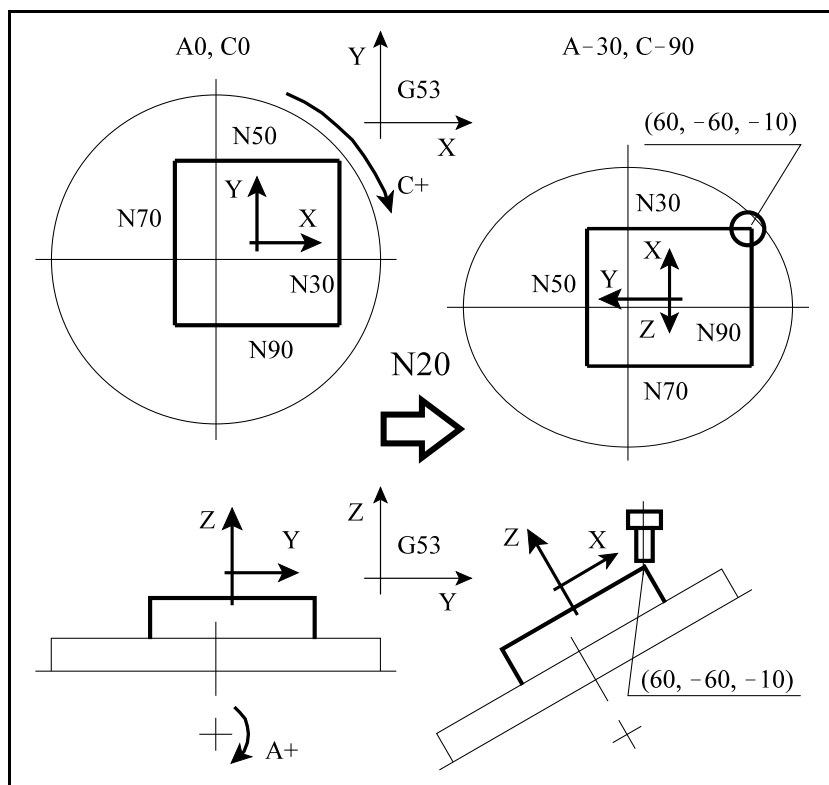 A0, C0
Y
G53
X
A-30, C-90
(60, -60, -10)
N50
Y
X
C+
N70
N30
N90
N30
X
Y
N50
Z
N90
N70
N20
Z
Y
Z
G53
Y
A+
Z
X
(60, -60, -10)